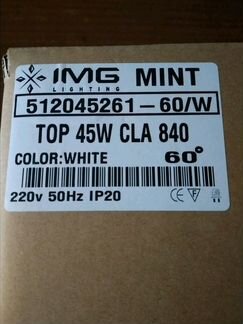 IMG MINT
LIGHTING
512045261-60/W
TOP 45W CLA 840
COLOR:WHITE 60°
220v 50Hz IP20 CE F